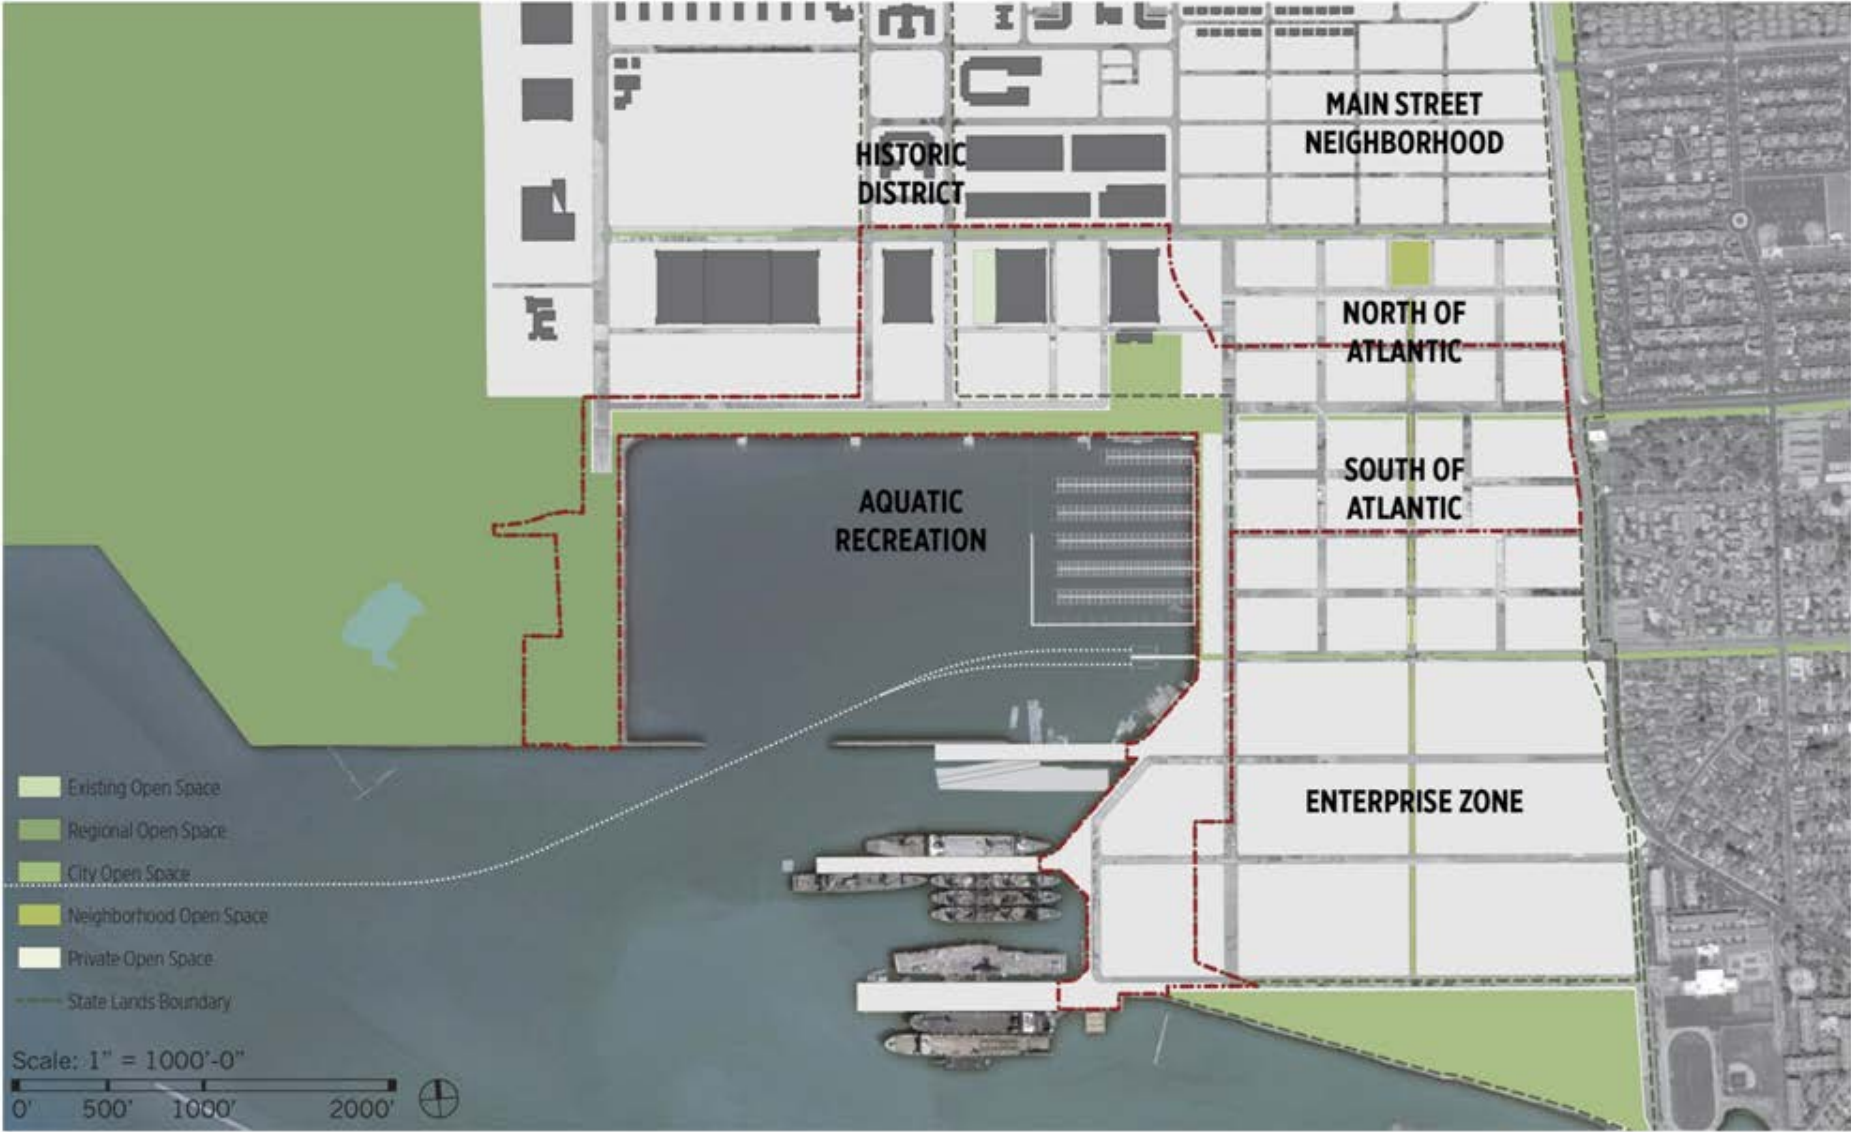 MAIN STREET
NEIGHBORHOOD
HISTORIC
DISTRICT
NORTH OF
ATLANTIC
SOUTH OF
ATLANTIC
AQUATIC
RECREATION
ENTERPRISE ZONE
Existing Open Space
Regional Open Space
City Open Space
Neighborhood Open Space
Private Open Space
State Lands Boundary
Scale: 1" = 1000'-0"
0' 500' 1000' 2000'